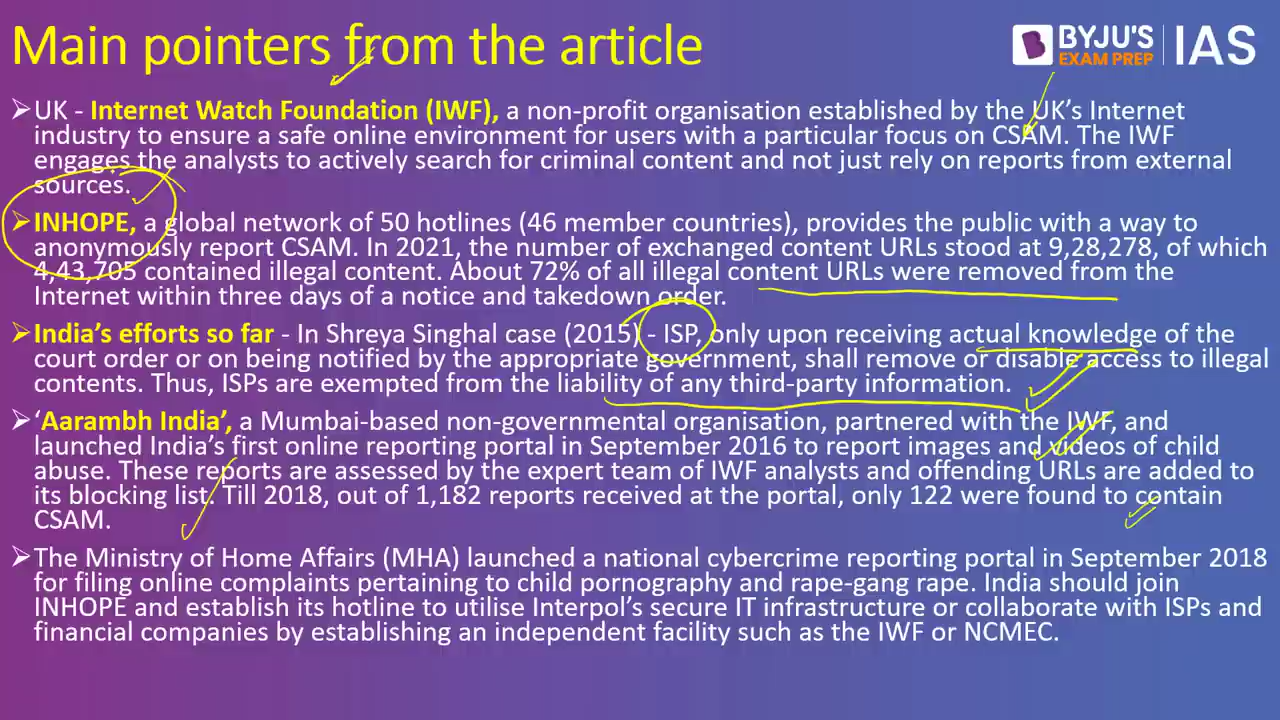 Main pointers from the article
BYJU'S
EXAM PREP
IAS
➢UK - Internet Watch Foundation (IWF), a non-profit organisation established by the UK's Internet
industry to ensure a safe online environment for users with a particular focus on CSAM. The IWF
engages the analysts to actively search for criminal content and not just rely on reports from external
sources.
➢INHOPE, a global network of 50 hotlines (46 member countries), provides the public with a way to
anonymously report CSAM. In 2021, the number of exchanged content URLs stood at 9,28,278, of which
4,43,705 contained illegal content. About 72% of all illegal content URLs were removed from the
Internet within three days of a notice and takedown order.
➢India's efforts so far - In Shreya Singhal case (2015) - ISP, only upon receiving actual knowledge of the
court order or on being notified by the appropriate government, shall remove or disable access to illegal
contents. Thus, ISPs are exempted from the liability of any third-party information.
➢'Aarambh India', a Mumbai-based non-governmental organisation, partnered with the IWF, and
launched India's first online reporting portal in September 2016 to report images and videos of child
abuse. These reports are assessed by the expert team of IWF analysts and offending URLs are added to
its blocking list. Till 2018, out of 1,182 reports received at the portal, only 122 were found to contain
CSAM.
➢The Ministry of Home Affairs (MHA) launched a national cybercrime reporting portal in September 2018
for filing online complaints pertaining to child pornography and rape-gang rape. India should join
INHOPE and establish its hotline to utilise Interpol's secure IT infrastructure or collaborate with ISPs and
financial companies by establishing an independent facility such as the IWF or NCMEC.